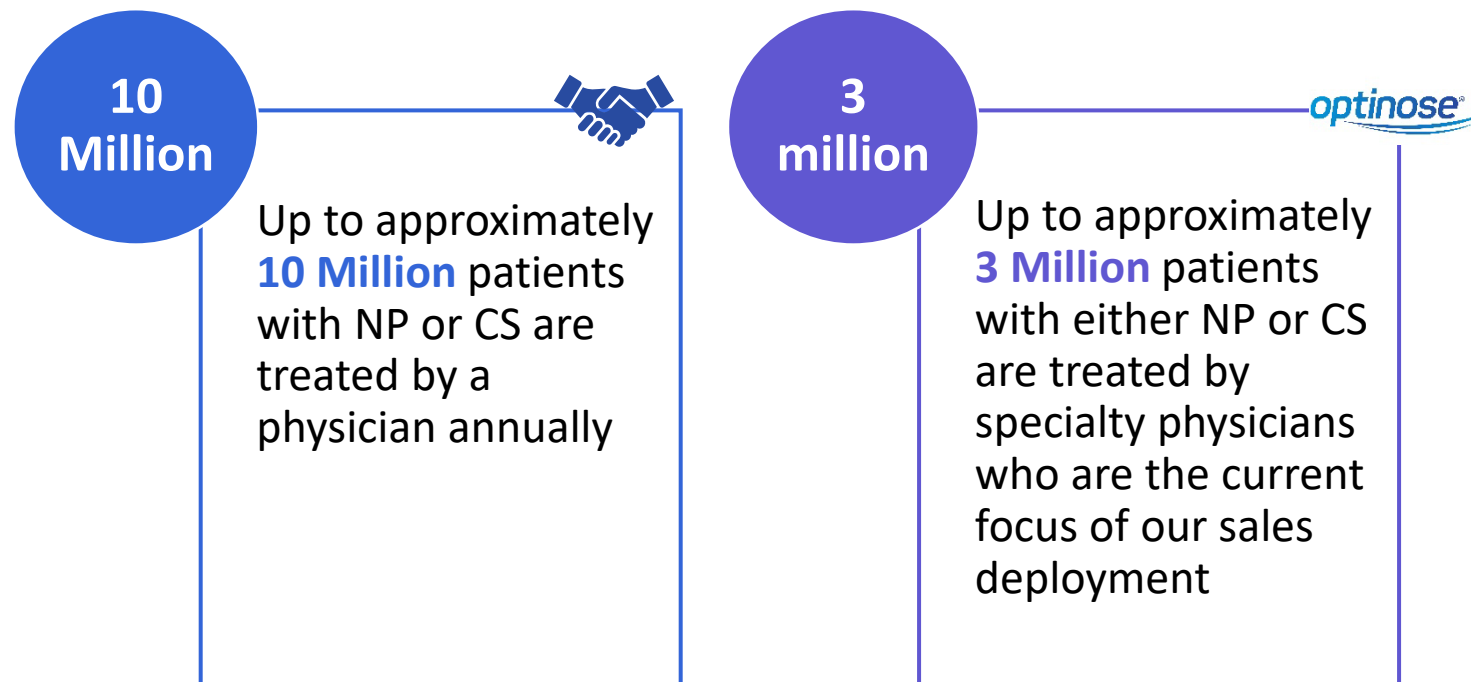 10
Million
Up to approximately
10 Million patients
with NP or CS are
treated by a
physician annually
3
million
optinose®
Up to approximately
3 Million patients
with either NP or CS
are treated by
specialty physicians
who are the current
focus of our sales
deployment